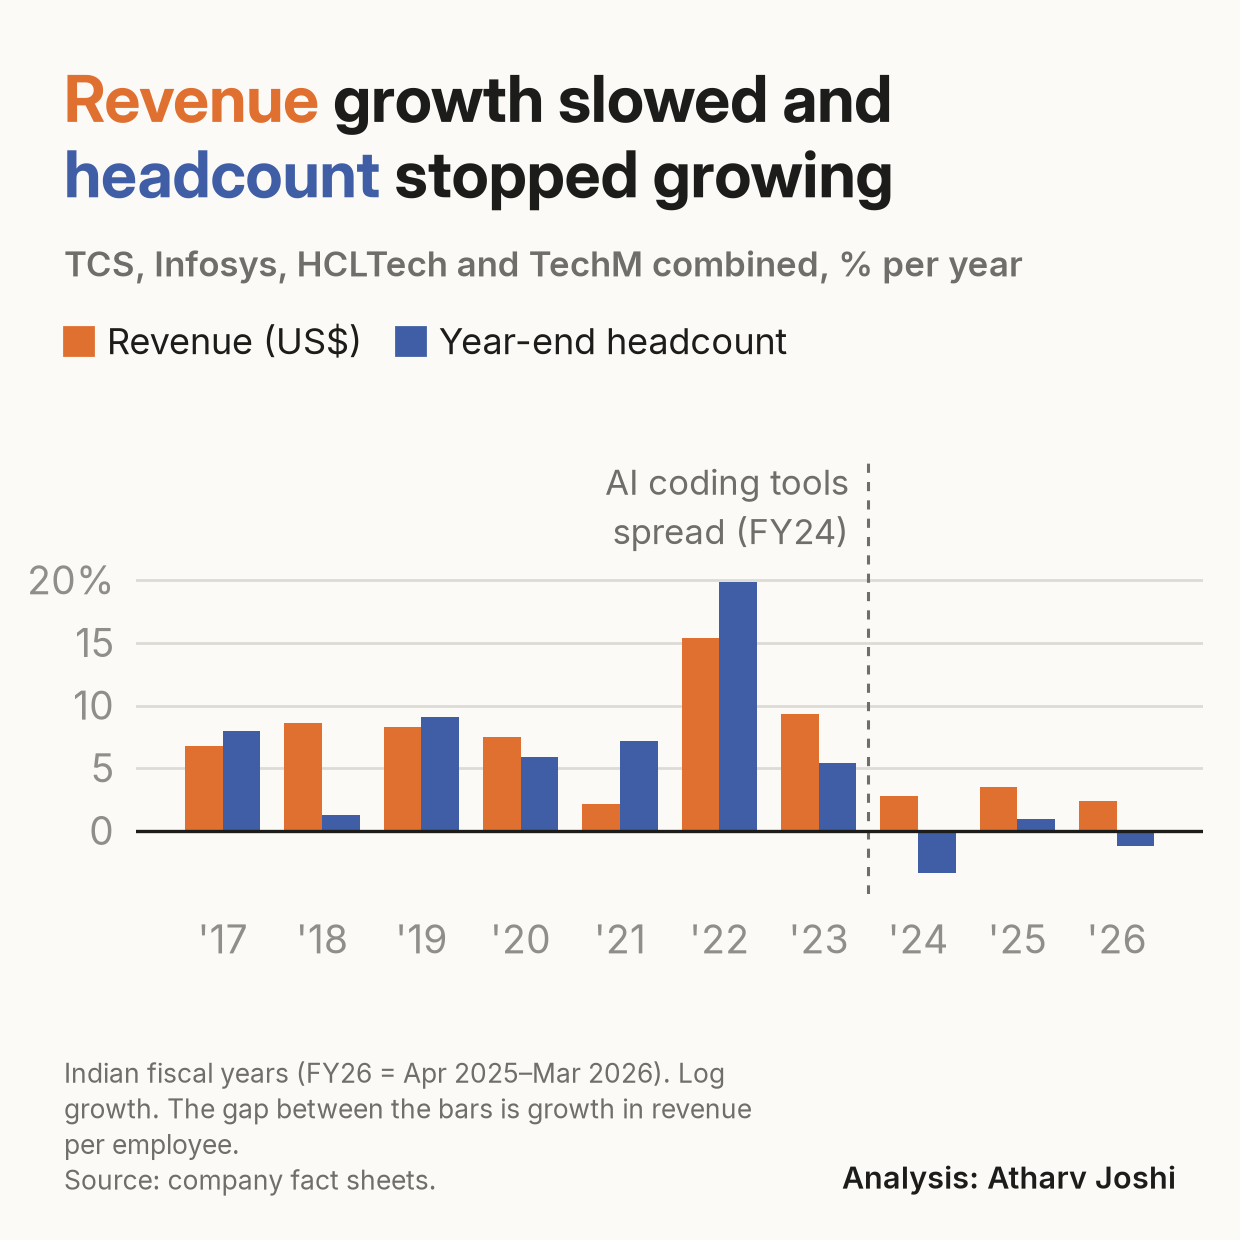 Revenue growth slowed and
headcount stopped growing
TCS, Infosys, HCLTech and TechM combined, % per year
Revenue (US$) Year-end headcount
AI coding tools
spread (FY24)
20%
15
10
5
0
'17 '18 '19 '20 '21 '22 '23 '24 '25 '26
Indian fiscal years (FY26 = Apr 2025–Mar 2026). Log
growth. The gap between the bars is growth in revenue
per employee.
Source: company fact sheets.
Analysis: Atharv Joshi